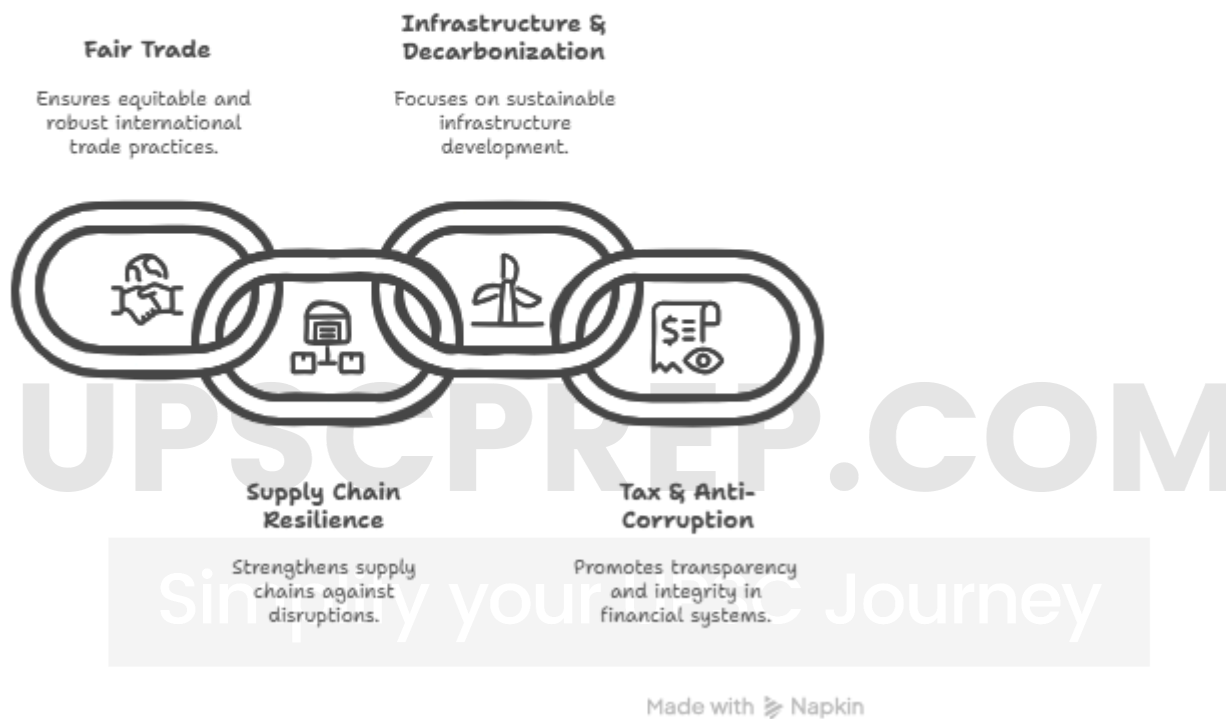 Fair Trade
Ensures equitable and
robust international
trade practices.
Infrastructure &
Decarbonization
Focuses on sustainable
infrastructure
development.
$
UPSCPREP.COM
Supply Chain
Resilience
Strengthens supply
chains against
disruptions.
Tax & Anti-
Corruption
Promotes transparency
and integrity in
financial systems.
Simplify your UPSC Journey
Made with Napkin